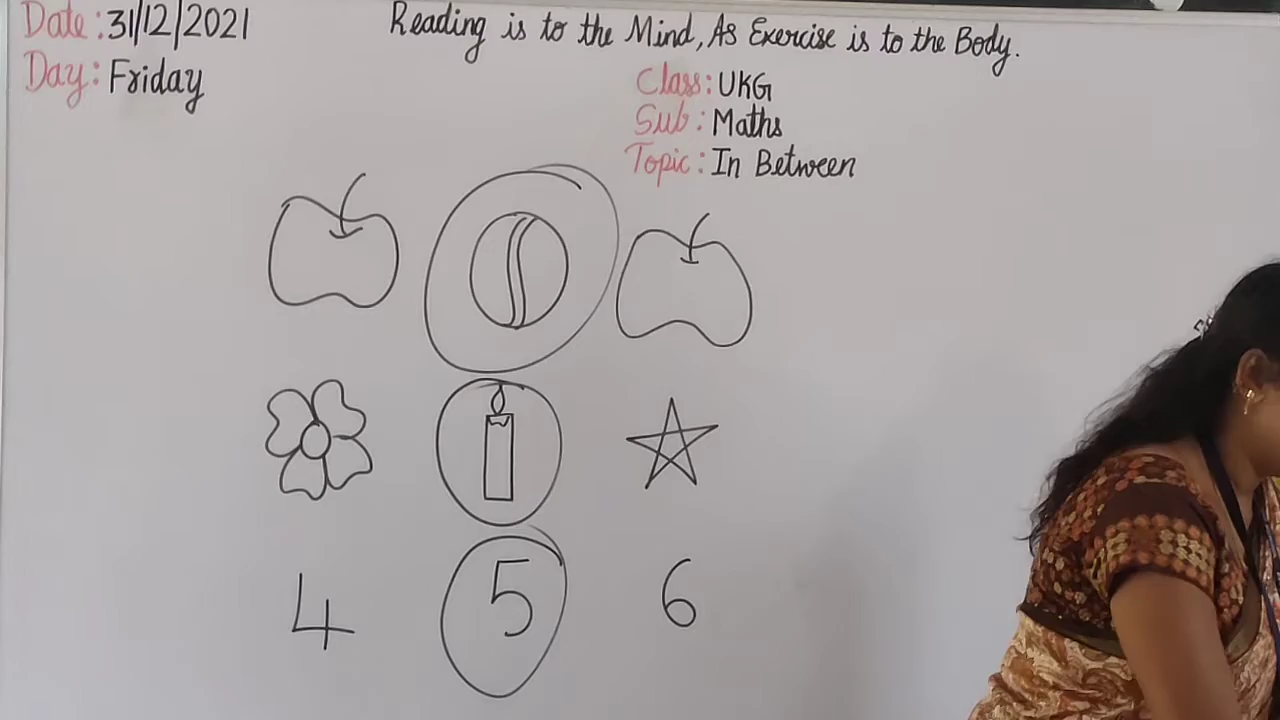 Date: 31/12/2021
Reading is to the Mind, As Exercise is to the Body.
Day: Friday
Class: UKG
Sub: Maths
Topic: In Between
4 5 6